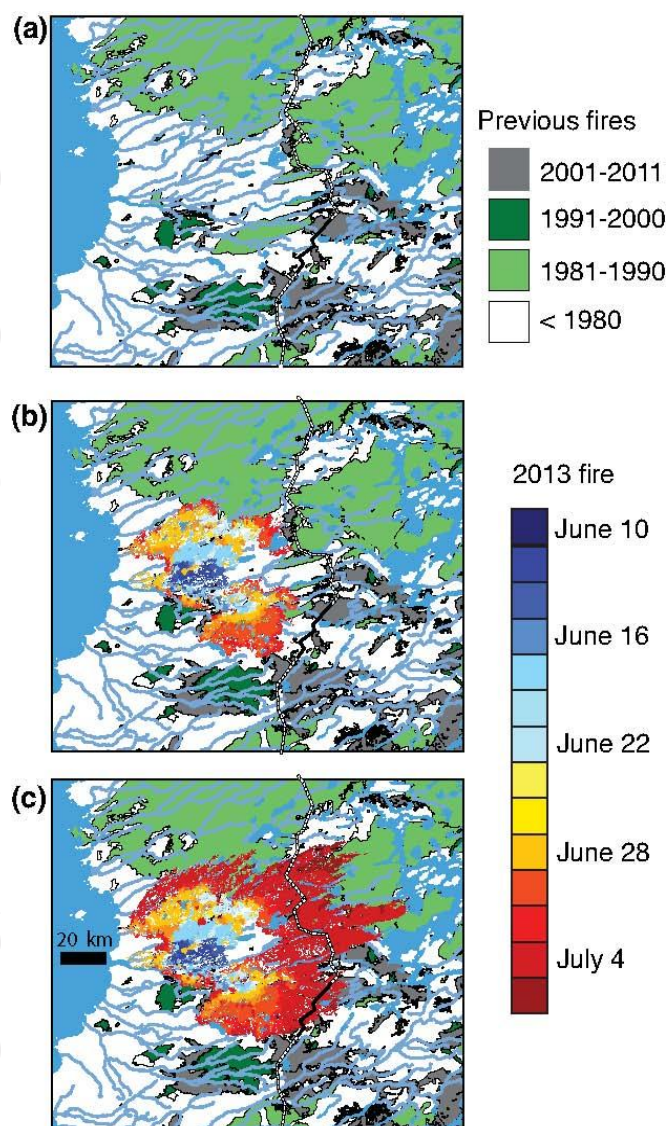 (a)
Previous fires
2001-2011
1991-2000
1981-1990
< 1980
(b)
2013 fire
June 10
June 16
June 22
June 28
July 4
(c)
20 km